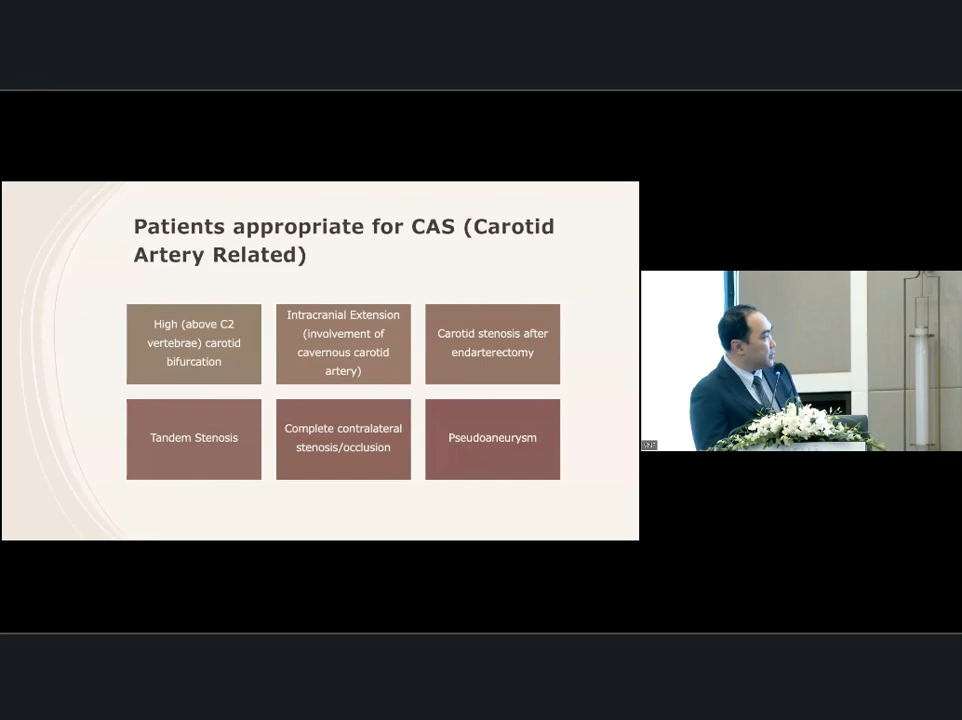 Patients appropriate for CAS (Carotid
Artery Related)
High (above C2
vertebrae) carotid
bifurcation
Intracranial Extension
(involvement of
cavernous carotid
artery)
Carotid stenosis after
endarterectomy
Tandem Stenosis
Complete contralateral
stenosis/occlusion
Pseudoaneurysm